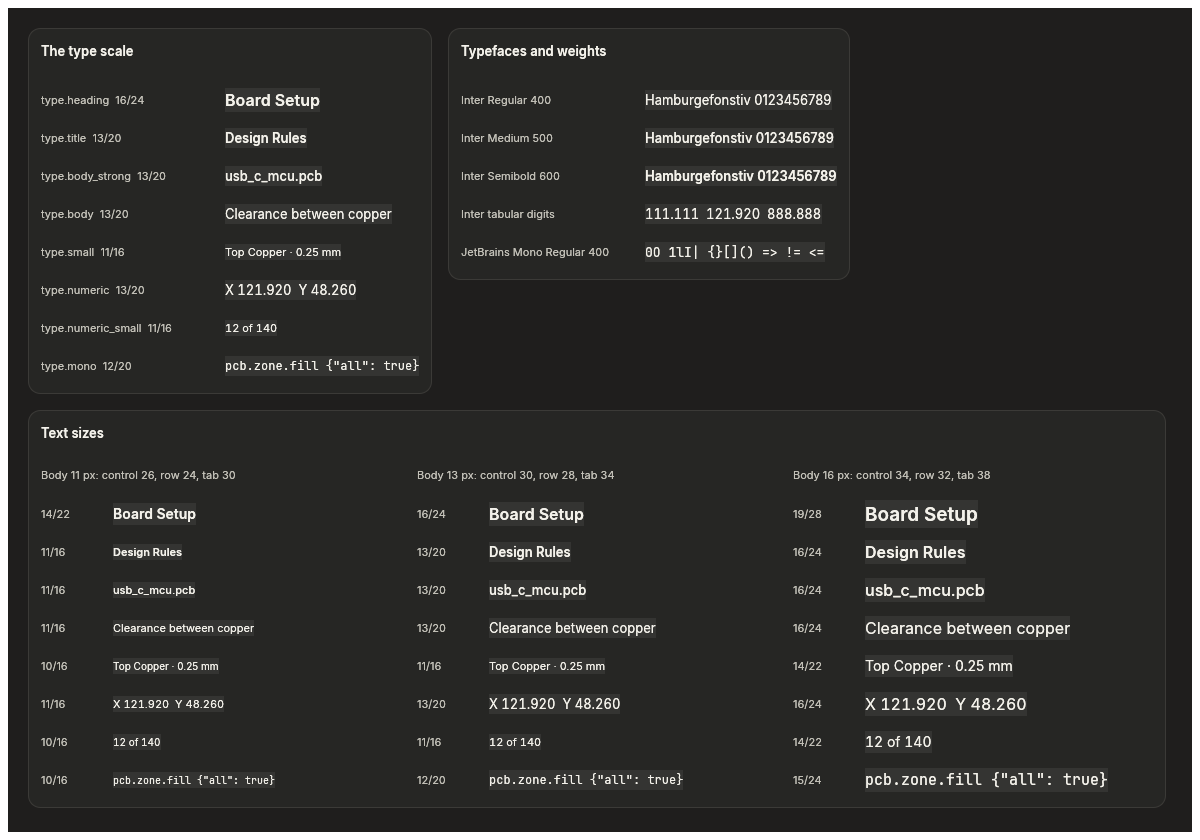 The type scale
type.heading 16/24 Board Setup
type.title 13/20 Design Rules
type.body_strong 13/20 usb_c_mcu.pcb
type.body 13/20 Clearance between copper
type.small 11/16 Top Copper · 0.25 mm
type.numeric 13/20 X 121.920 Y 48.260
type.numeric_small 11/16 12 of 140
type.mono 12/20 pcb.zone.fill {"all": true}
Typefaces and weights
Inter Regular 400 Hamburgefonstiv 0123456789
Inter Medium 500 Hamburgefonstiv 0123456789
Inter Semibold 600 Hamburgefonstiv 0123456789
Inter tabular digits 111.111 121.920 888.888
JetBrains Mono Regular 400 0O 1lI| {}[]() => != <=
Text sizes
Body 11 px: control 26, row 24, tab 30 Body 13 px: control 30, row 28, tab 34 Body 16 px: control 34, row 32, tab 38
14/22 Board Setup 16/24 Board Setup 19/28 Board Setup
11/16 Design Rules 13/20 Design Rules 16/24 Design Rules
11/16 usb_c_mcu.pcb 13/20 usb_c_mcu.pcb 16/24 usb_c_mcu.pcb
11/16 Clearance between copper 13/20 Clearance between copper 16/24 Clearance between copper
10/16 Top Copper · 0.25 mm 11/16 Top Copper · 0.25 mm 14/22 Top Copper · 0.25 mm
11/16 X 121.920 Y 48.260 13/20 X 121.920 Y 48.260 16/24 X 121.920 Y 48.260
10/16 12 of 140 11/16 12 of 140 14/22 12 of 140
10/16 pcb.zone.fill {"all": true} 12/20 pcb.zone.fill {"all": true} 15/24 pcb.zone.fill {"all": true}